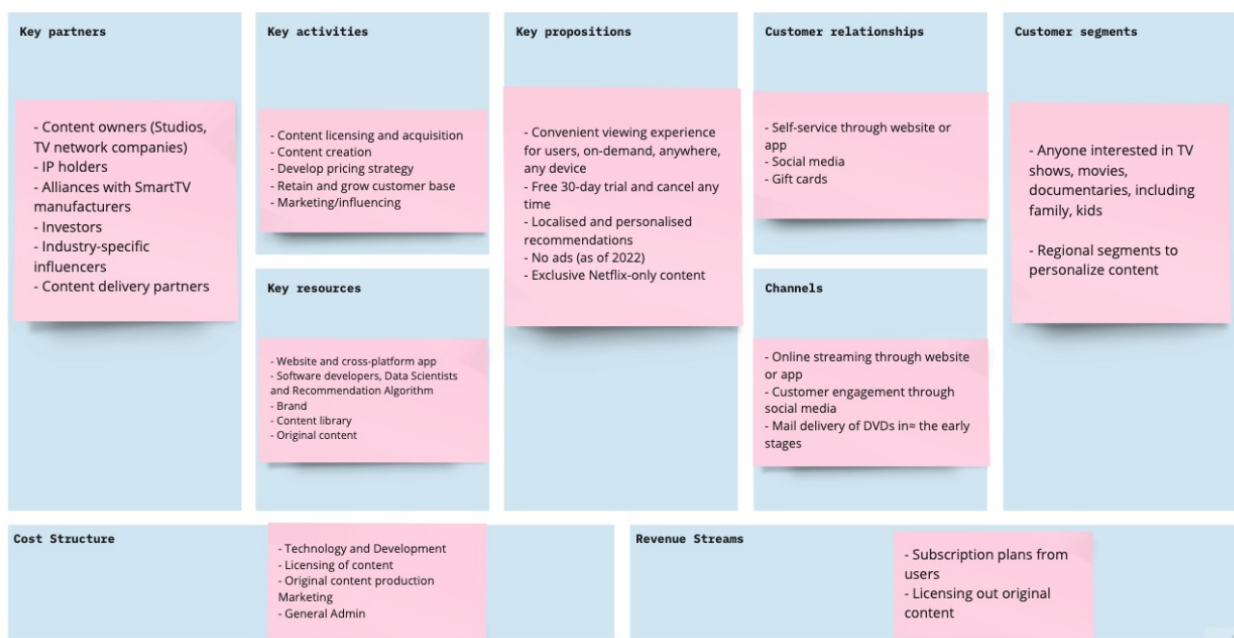 Key partners
- Content owners (Studios,
TV network companies)
- IP holders
- Alliances with SmartTV
manufacturers
- Investors
- Industry-specific
influencers
- Content delivery partners
Key activities
- Content licensing and acquisition
- Content creation
- Develop pricing strategy
- Retain and grow customer base
- Marketing/influencing
Key resources
- Website and cross-platform app
- Software developers, Data Scientists
and Recommendation Algorithm
- Brand
- Content library
- Original content
Key propositions
- Convenient viewing experience
for users, on-demand, anywhere,
any device
- Free 30-day trial and cancel any
time
- Localised and personalised
recommendations
- No ads (as of 2022)
- Exclusive Netflix-only content
Customer relationships
- Self-service through website or
app
- Social media
- Gift cards
Channels
- Online streaming through website
or app
- Customer engagement through
social media
- Mail delivery of DVDs in≈ the early
stages
Customer segments
- Anyone interested in TV
shows, movies,
documentaries, including
family, kids
- Regional segments to
personalize content
Cost Structure
- Technology and Development
- Licensing of content
- Original content production
Marketing
- General Admin
Revenue Streams
- Subscription plans from
users
- Licensing out original
content